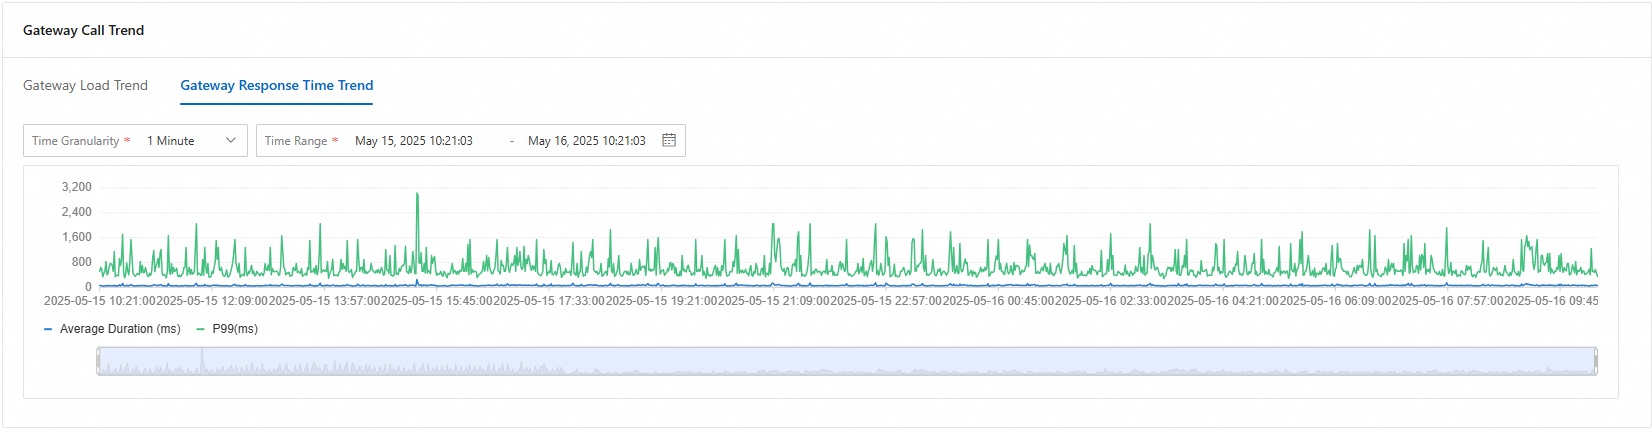 Gateway Call Trend
Gateway Load Trend Gateway Response Time Trend
Time Granularity * 1 Minute Time Range * May 15, 2025 10:21:03 - May 16, 2025 10:21:03
3,200
2,400
1,600
800
0
2025-05-15 10:21:00 2025-05-15 12:09:00 2025-05-15 13:57:00 2025-05-15 15:45:00 2025-05-15 17:33:00 2025-05-15 19:21:00 2025-05-15 21:09:00 2025-05-15 22:57:00 2025-05-16 00:45:00 2025-05-16 02:33:00 2025-05-16 04:21:00 2025-05-16 06:09:00 2025-05-16 07:57:00 2025-05-16 09:45
Average Duration (ms) P99(ms)